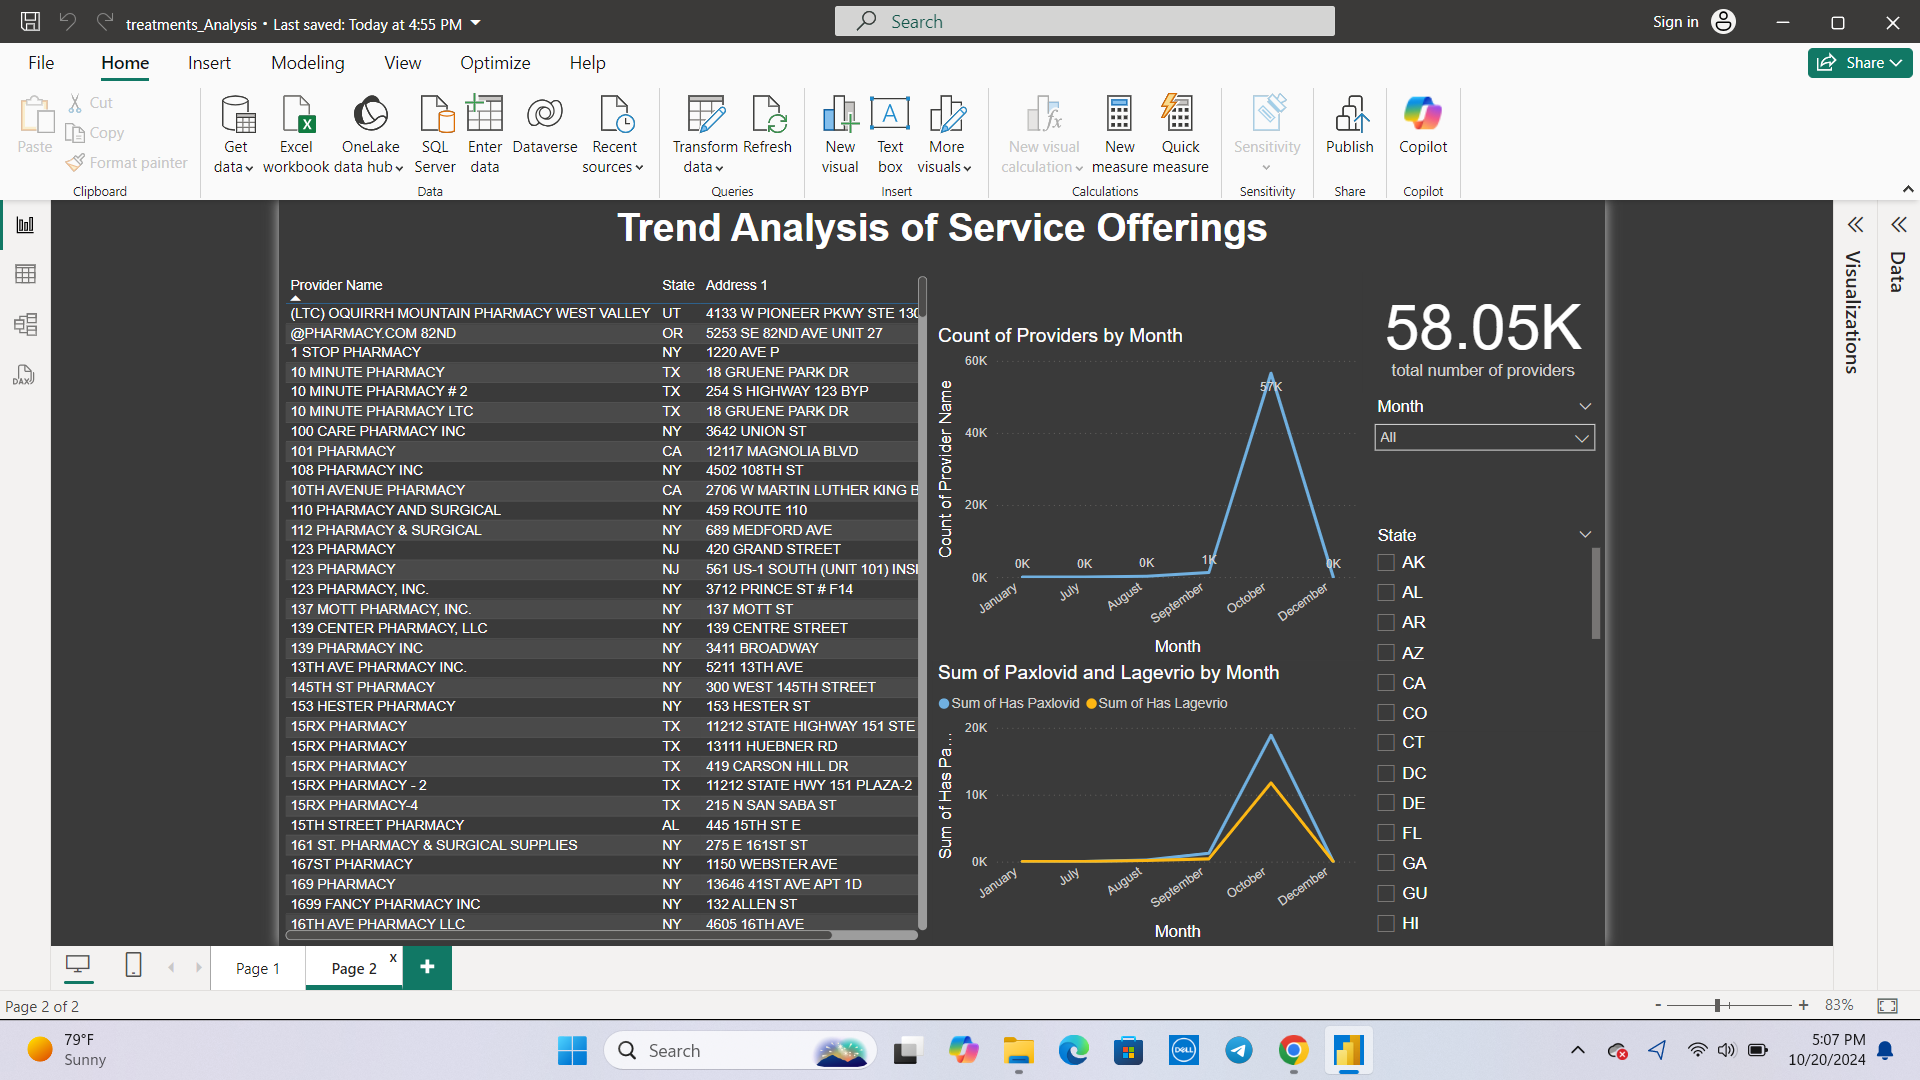 treatments_Analysis • Last saved: Today at 4:55 PM
Search
Sign in
File
Home
Insert
Modeling
View
Optimize
Help
Share
Paste
Cut
Copy
Format painter
Clipboard
Get data
Excel workbook
OneLake data hub
SQL Server
Enter data
Dataverse
Recent sources
Data
Transform data
Refresh
Queries
New visual
Text box
More visuals
Insert
New visual calculation
New measure
Quick measure
Calculations
Sensitivity
Sensitivity
Publish
Share
Copilot
Copilot
Trend Analysis of Service Offerings
Provider Name State Address 1
(LTC) OQUIRRH MOUNTAIN PHARMACY WEST VALLEY UT 4133 W PIONEER PKWY STE 130
@PHARMACY.COM 82ND OR 5253 SE 82ND AVE UNIT 27
1 STOP PHARMACY NY 1220 AVE P
10 MINUTE PHARMACY TX 18 GRUENE PARK DR
10 MINUTE PHARMACY # 2 TX 254 S HIGHWAY 123 BYP
10 MINUTE PHARMACY LTC TX 18 GRUENE PARK DR
100 CARE PHARMACY INC NY 3642 UNION ST
101 PHARMACY CA 12117 MAGNOLIA BLVD
108 PHARMACY INC NY 4502 108TH ST
10TH AVENUE PHARMACY CA 2706 W MARTIN LUTHER KING B
110 PHARMACY AND SURGICAL NY 459 ROUTE 110
112 PHARMACY & SURGICAL NY 689 MEDFORD AVE
123 PHARMACY NJ 420 GRAND STREET
123 PHARMACY NJ 561 US-1 SOUTH (UNIT 101) INSI
123 PHARMACY, INC. NY 3712 PRINCE ST # F14
137 MOTT PHARMACY, INC. NY 137 MOTT ST
139 CENTER PHARMACY, LLC NY 139 CENTRE STREET
139 PHARMACY INC NY 3411 BROADWAY
13TH AVE PHARMACY INC. NY 5211 13TH AVE
145TH ST PHARMACY NY 300 WEST 145TH STREET
153 HESTER PHARMACY NY 153 HESTER ST
15RX PHARMACY TX 11212 STATE HIGHWAY 151 STE
15RX PHARMACY TX 13111 HUEBNER RD
15RX PHARMACY TX 419 CARSON HILL DR
15RX PHARMACY - 2 TX 11212 STATE HWY 151 PLAZA-2
15RX PHARMACY-4 TX 215 N SAN SABA ST
15TH STREET PHARMACY AL 445 15TH ST E
161 ST. PHARMACY & SURGICAL SUPPLIES NY 275 E 161ST ST
167ST PHARMACY NY 1150 WEBSTER AVE
169 PHARMACY NY 13646 41ST AVE APT 1D
1699 FANCY PHARMACY INC NY 132 ALLEN ST
16TH AVE PHARMACY LLC NY 4605 16TH AVE
Count of Providers by Month
Count of Provider Name
60K
40K
20K
0K
0K 0K 0K 1K 57K 0K
January July August September October December
Month
Sum of Paxlovid and Lagevrio by Month
Sum of Has Paxlovid Sum of Has Lagevrio
Sum of Has Pa...
20K
10K
0K
January July August September October December
Month
58.05K
total number of providers
Month
All
State
AK
AL
AR
AZ
CA
CO
CT
DC
DE
FL
GA
GU
HI
Visualizations
Data
DAX
Page 1
Page 2
x
+
Page 2 of 2
- + 83%
79°F
Sunny
Search
DELL
5:07 PM
10/20/2024